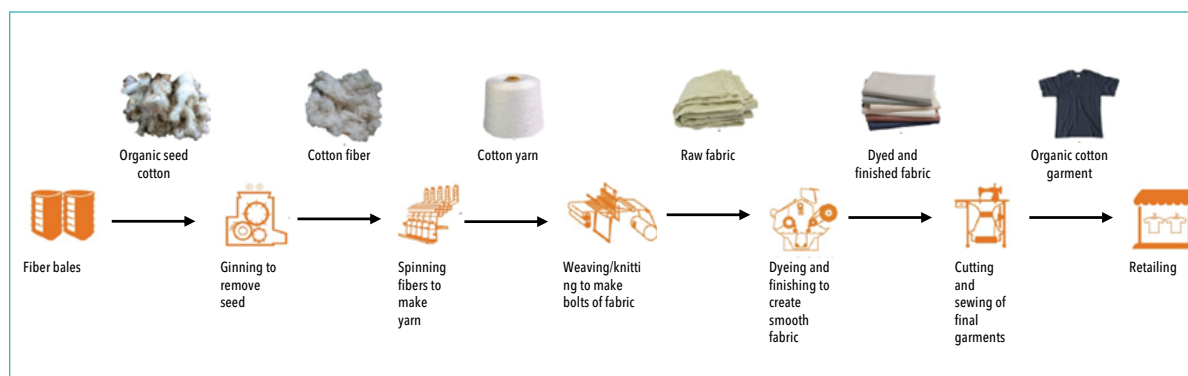 Organic seed
cotton
Cotton fiber
Cotton yarn
Raw fabric
Dyed and
finished fabric
Organic cotton
garment
Fiber bales
Ginning to
remove
seed
Spinning
fibers to
make
yarn
Weaving/knitti
ng to make
bolts of fabric
Dyeing and
finishing to
create
smooth
fabric
Cutting
and
sewing of
final
garments
Retailing